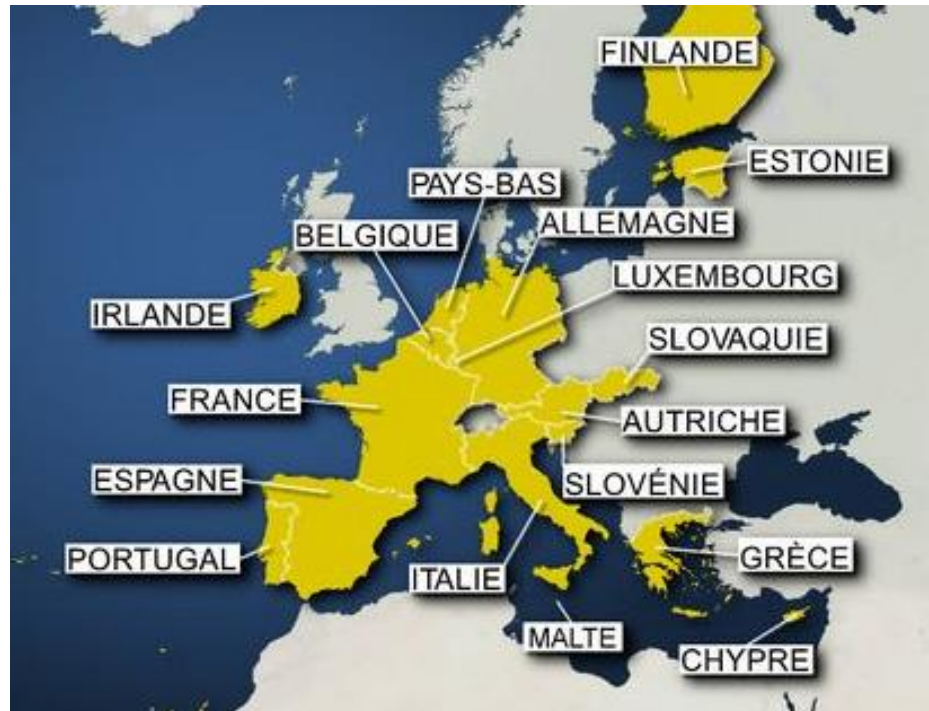 FINLANDE
ESTONIE
PAYS-BAS
ALLEMAGNE
BELGIQUE
LUXEMBOURG
IRLANDE
SLOVAQUIE
FRANCE
AUTRICHE
ESPAGNE
SLOVÉNIE
PORTUGAL
GRÈCE
ITALIE
MALTE
CHYPRE